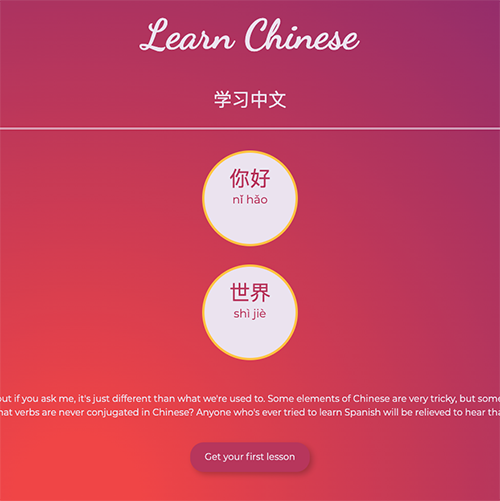 Learn Chinese
学习中文
你好
nǐ hǎo
世界
shì jiè
but if you ask me, it's just different than what we're used to. Some elements of Chinese are very tricky, but some
verbs are never conjugated in Chinese? Anyone who's ever tried to learn Spanish will be relieved to hear
Get your first lesson